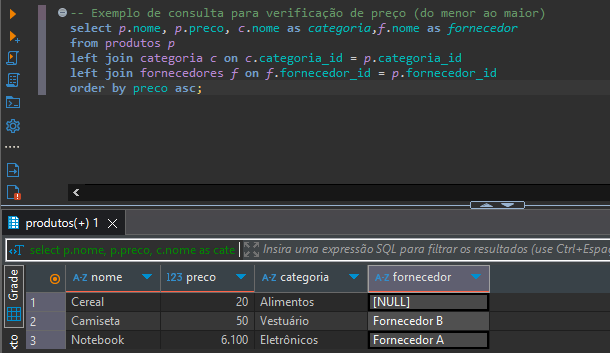 -- Exemplo de consulta para verificação de preço (do menor ao maior)
select p.nome, p.preco, c.nome as categoria,f.nome as fornecedor
from produtos p
left join categoria c on c.categoria_id = p.categoria_id
left join fornecedores f on f.fornecedor_id = p.fornecedor_id
order by preco asc;
produtos(+) 1
select p.nome, p.preco, c.nome as cate
Insira uma expressão SQL para filtrar os resultados (use Ctrl+Espa
Grade
A-Z nome 123 preco A-Z categoria A-Z fornecedor
1 Cereal 20 Alimentos [NULL]
2 Camiseta 50 Vestuário Fornecedor B
3 Notebook 6.100 Eletrônicos Fornecedor A
xto